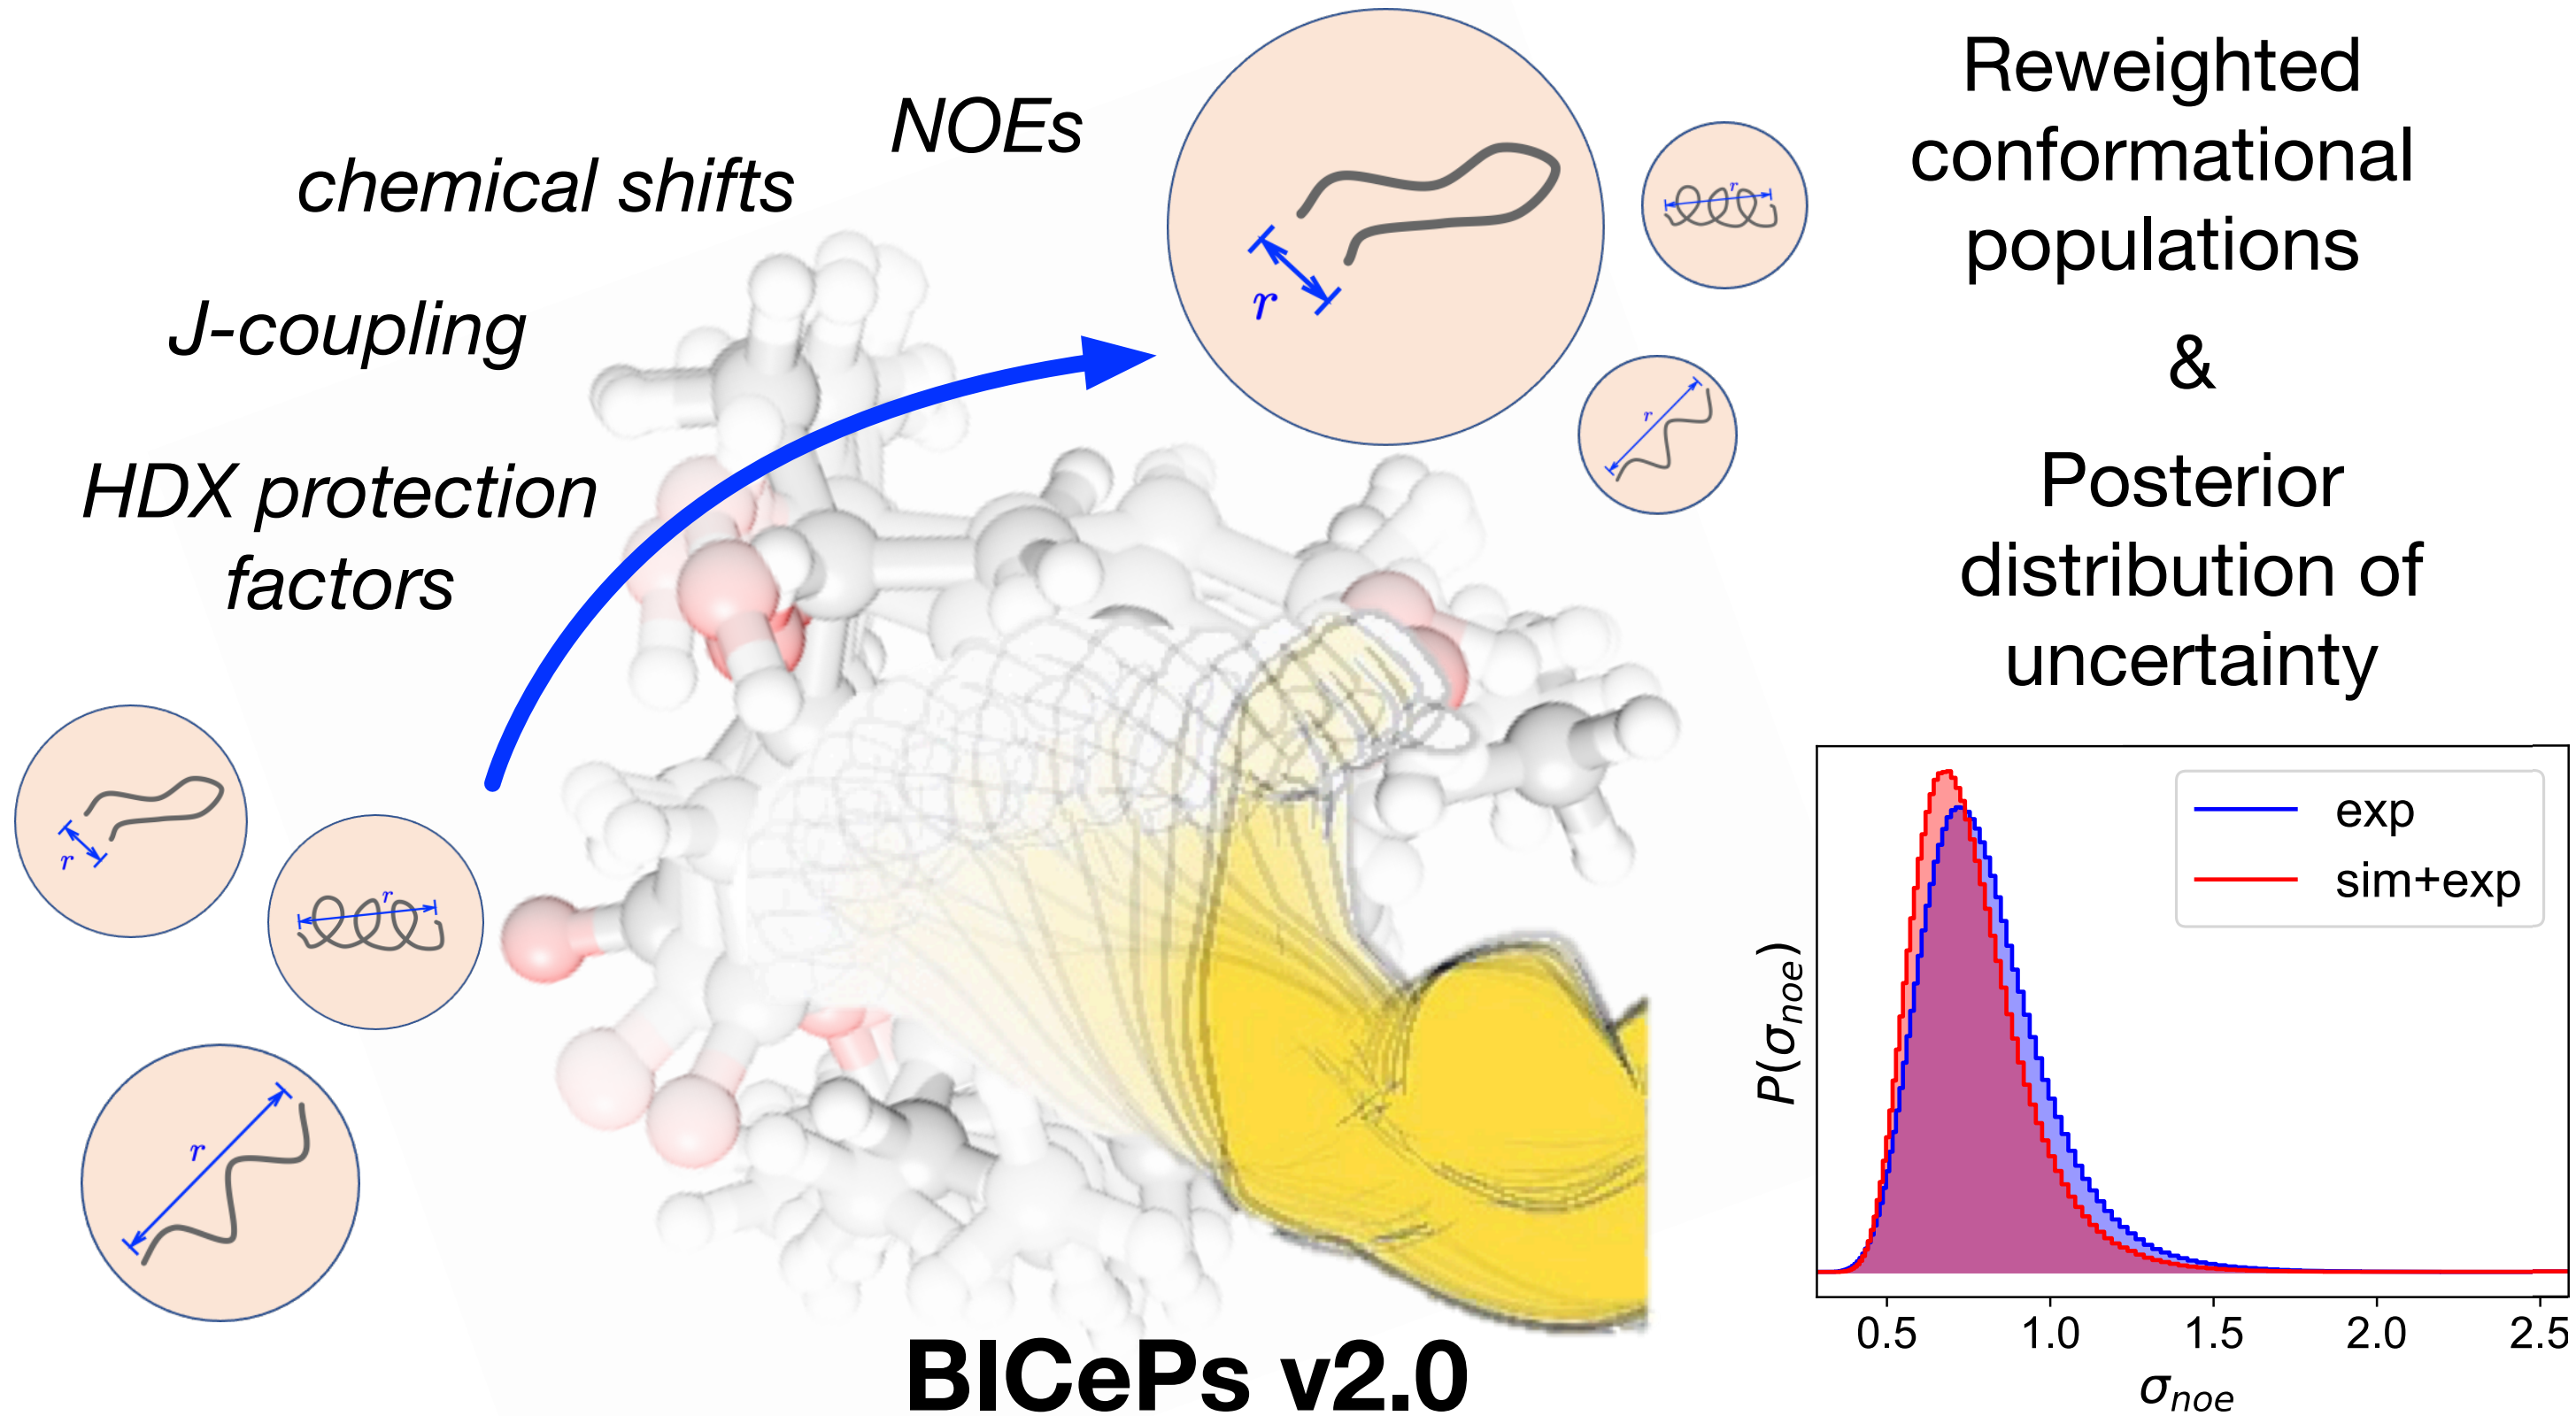 NOEs
chemical shifts
J-coupling
HDX protection
factors
r
r
r
r
r
r
Reweighted
conformational
populations
&
Posterior
distribution of
uncertainty
exp
sim+exp
P(σnoe)
0.5 1.0 1.5 2.0 2.5
σnoe
BICePs v2.0